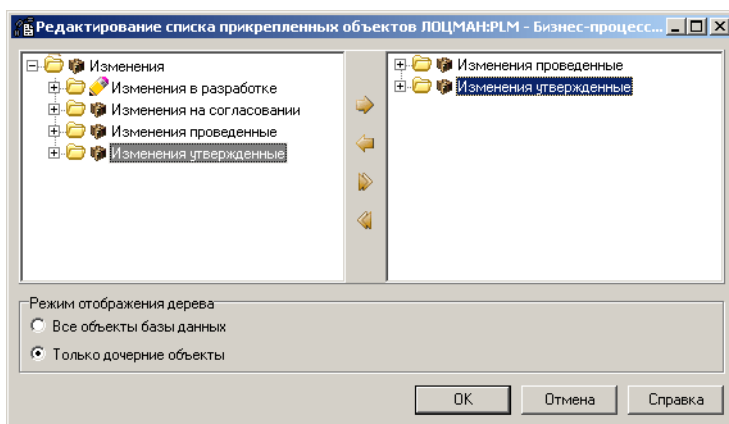 Редактирование списка прикрепленных объектов ЛОЦМАН:PLM - Бизнес-процесс...
Изменения
Изменения в разработке
Изменения на согласовании
Изменения проведенные
Изменения утвержденные
Изменения проведенные
Изменения утвержденные
Режим отображения дерева
Все объекты базы данных
Только дочерние объекты
OK
Отмена
Справка